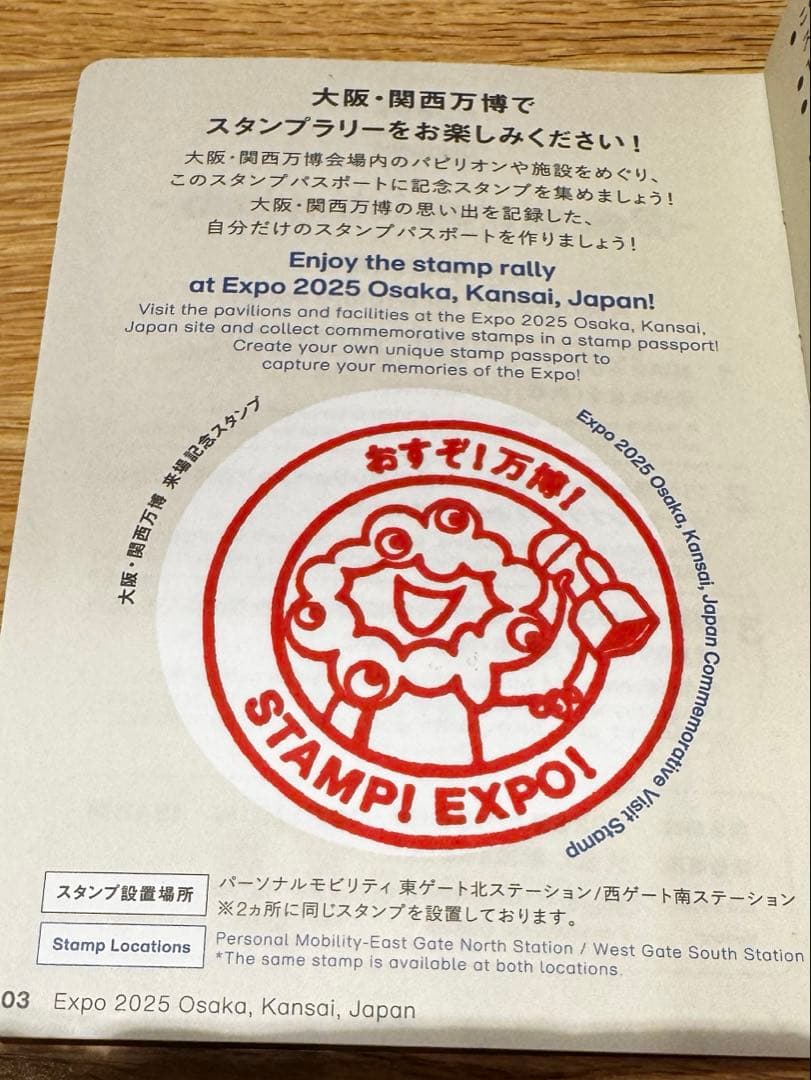 大阪・関西万博で
スタンプラリーをお楽しみください！
大阪・関西万博会場内のパビリオンや施設をめぐり、
このスタンプパスポートに記念スタンプを集めましょう！
大阪・関西万博の思い出を記録した、
自分だけのスタンプパスポートを作りましょう！
Enjoy the stamp rally
at Expo 2025 Osaka, Kansai, Japan!
Visit the pavilions and facilities at the Expo 2025 Osaka, Kansai,
Japan site and collect commemorative stamps in a stamp passport!
Create your own unique stamp passport to
capture your memories of the Expo!
大阪・関西万博 来場記念スタンプ
Expo 2025 Osaka, Kansai, Japan Commemorative Visit Stamp
おすぞ！万博！
STAMP! EXPO!
スタンプ設置場所
パーソナルモビリティ 東ゲート北ステーション/西ゲート南ステーション
※2ヵ所に同じスタンプを設置しております。
Stamp Locations
Personal Mobility-East Gate North Station / West Gate South Station
*The same stamp is available at both locations.
03 Expo 2025 Osaka, Kansai, Japan